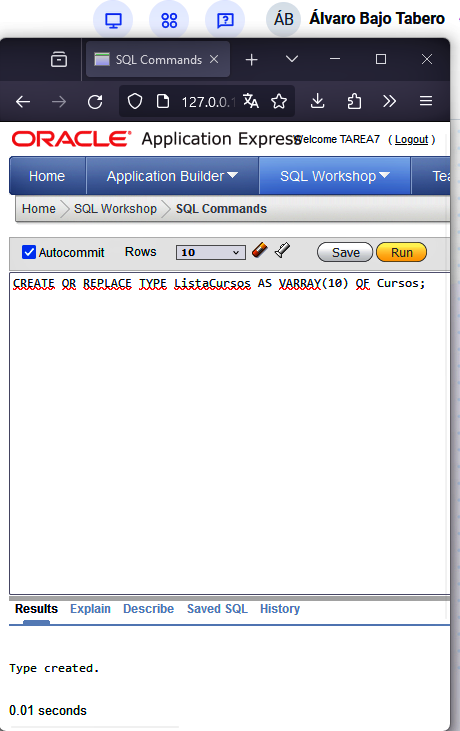 ÁB Álvaro Bajo Tabero
SQL Commands
127.0.0.1
ORACLE Application Express Welcome TAREA7 ( Logout )
Home Application Builder SQL Workshop Tea
Home SQL Workshop SQL Commands
Autocommit Rows 10 Save Run
CREATE OR REPLACE TYPE ListaCursos AS VARRAY(10) OF Cursos;
Results Explain Describe Saved SQL History
Type created.
0.01 seconds